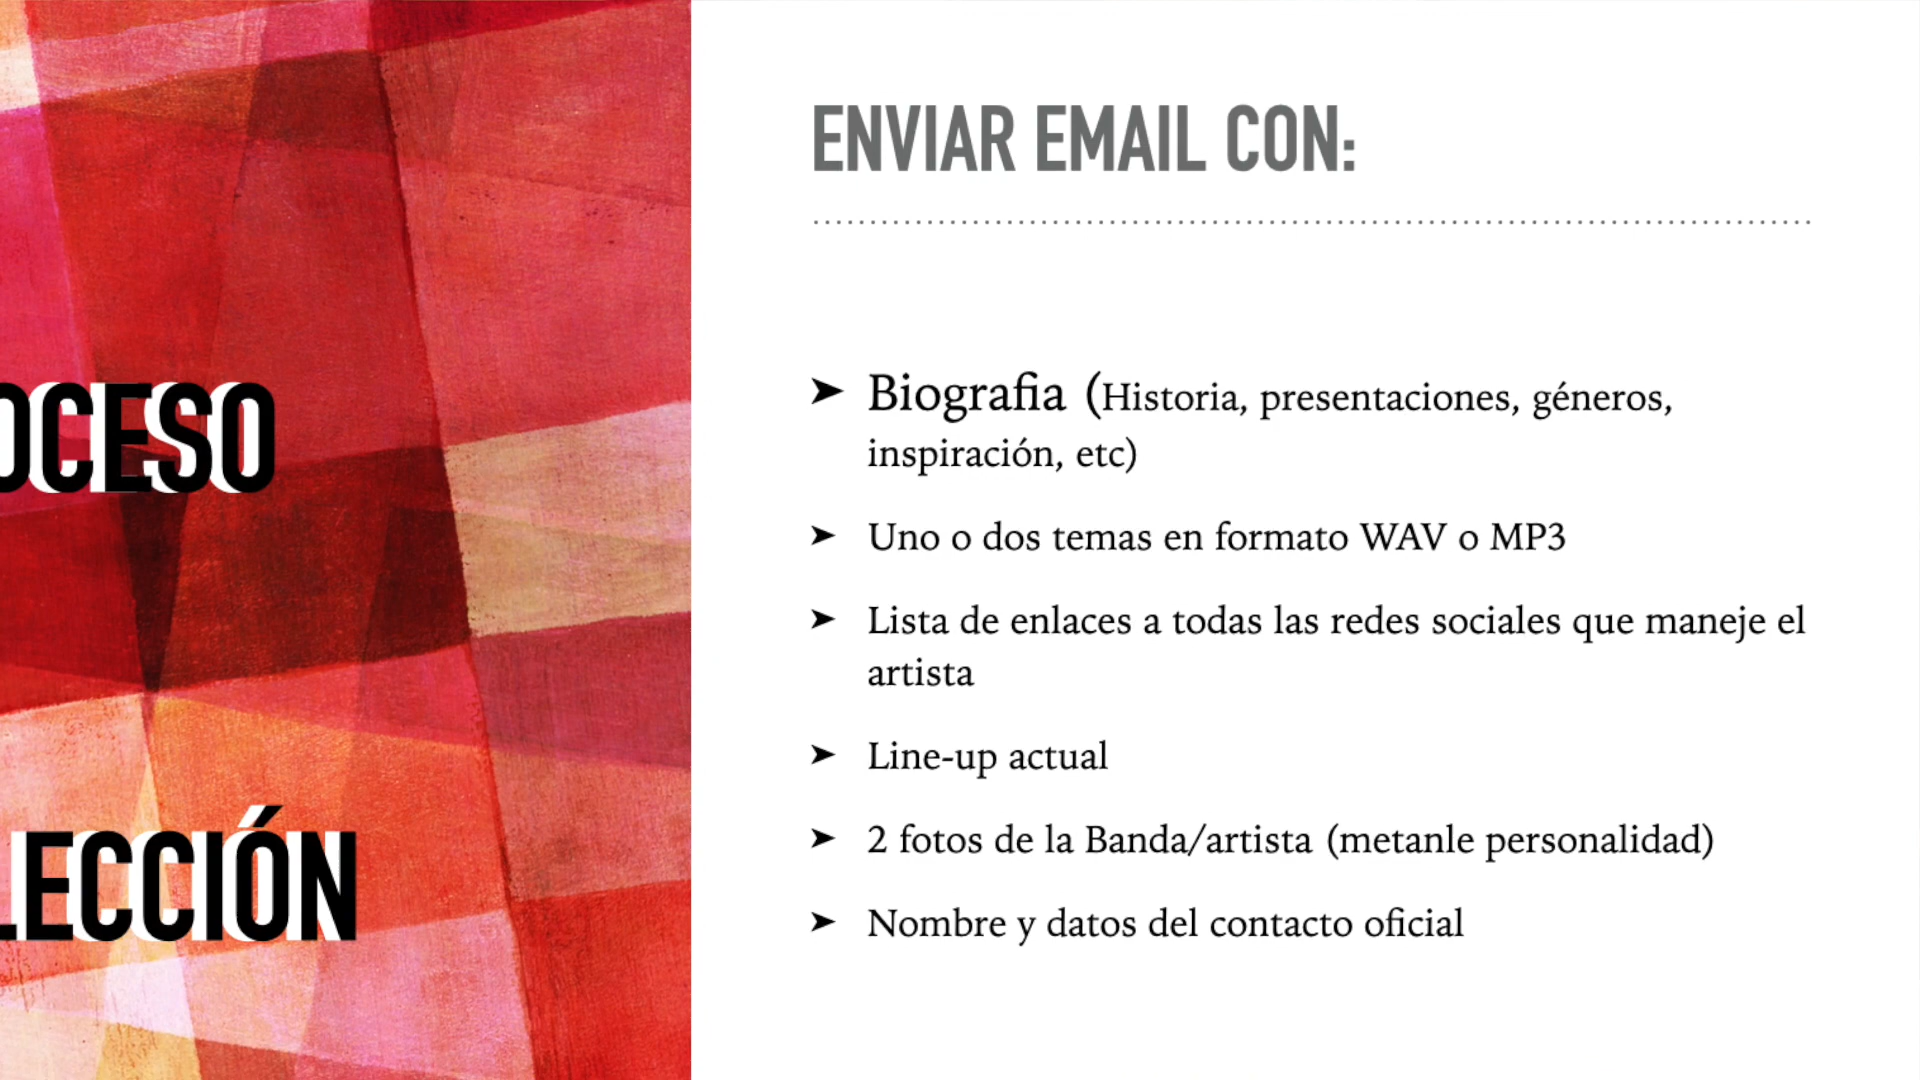 OCESO
LECCIÓN
ENVIAR EMAIL CON:
➤ Biografia (Historia, presentaciones, géneros,
inspiración, etc)
➤ Uno o dos temas en formato WAV o MP3
➤ Lista de enlaces a todas las redes sociales que maneje el
artista
➤ Line-up actual
➤ 2 fotos de la Banda/artista (metanle personalidad)
➤ Nombre y datos del contacto oficial